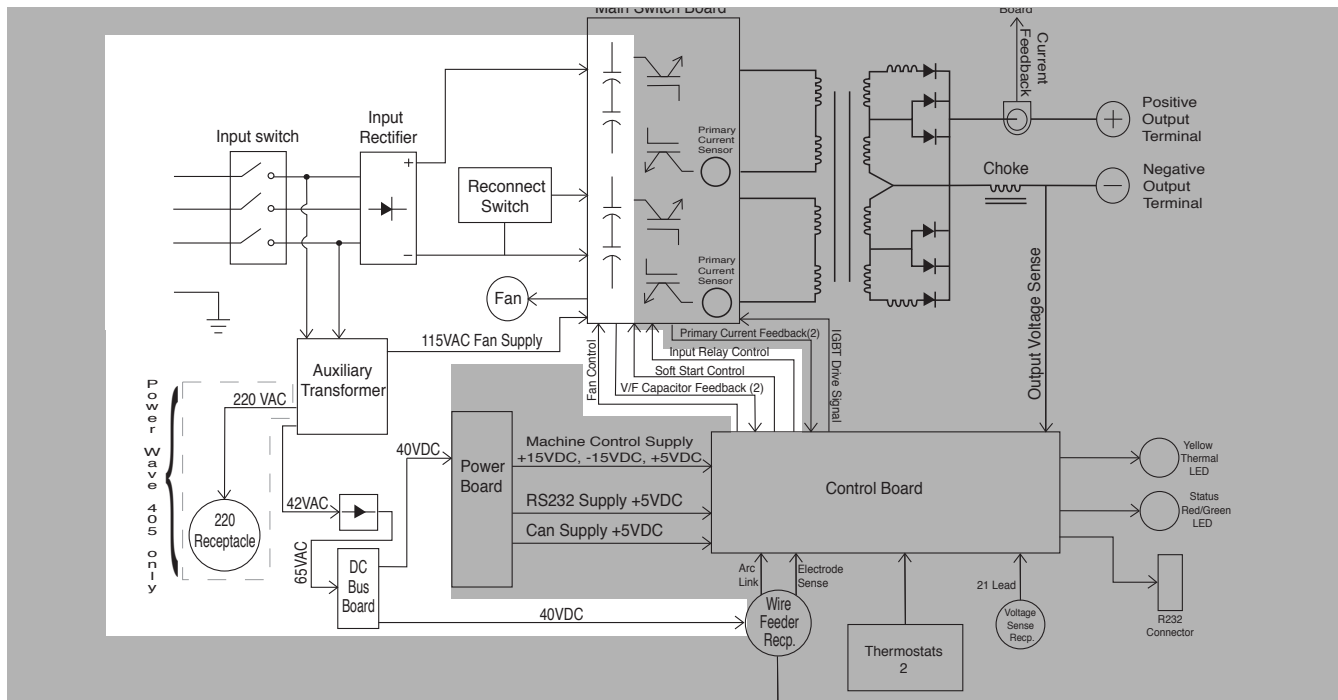 Main Switch Board
Board
Current
Feedback
Positive
Output
Terminal
Input switch
Input
Rectifier
+
Primary
Current
Sensor
+
Reconnect
Switch
Choke
−
Negative
Output
Terminal
−
Primary
Current
Sensor
Fan
Output Voltage Sense
115VAC Fan Supply
Fan Control
Primary Current Feedback(2)
Input Relay Control
Soft Start Control
V/F Capacitor Feedback (2)
IGBT Drive Signal
Auxiliary
Transformer
Power Wave 405 only
220 VAC
220
Receptacle
42VAC
65VAC
DC
Bus
Board
40VDC
40VDC
Power
Board
Machine Control Supply
+15VDC, -15VDC, +5VDC
RS232 Supply +5VDC
Can Supply +5VDC
Control Board
Yellow
Thermal
LED
Status
Red/Green
LED
Arc
Link
Electrode
Sense
Wire
Feeder
Recp.
Thermostats
2
21 Lead
Voltage
Sense
Recp.
R232
Connector